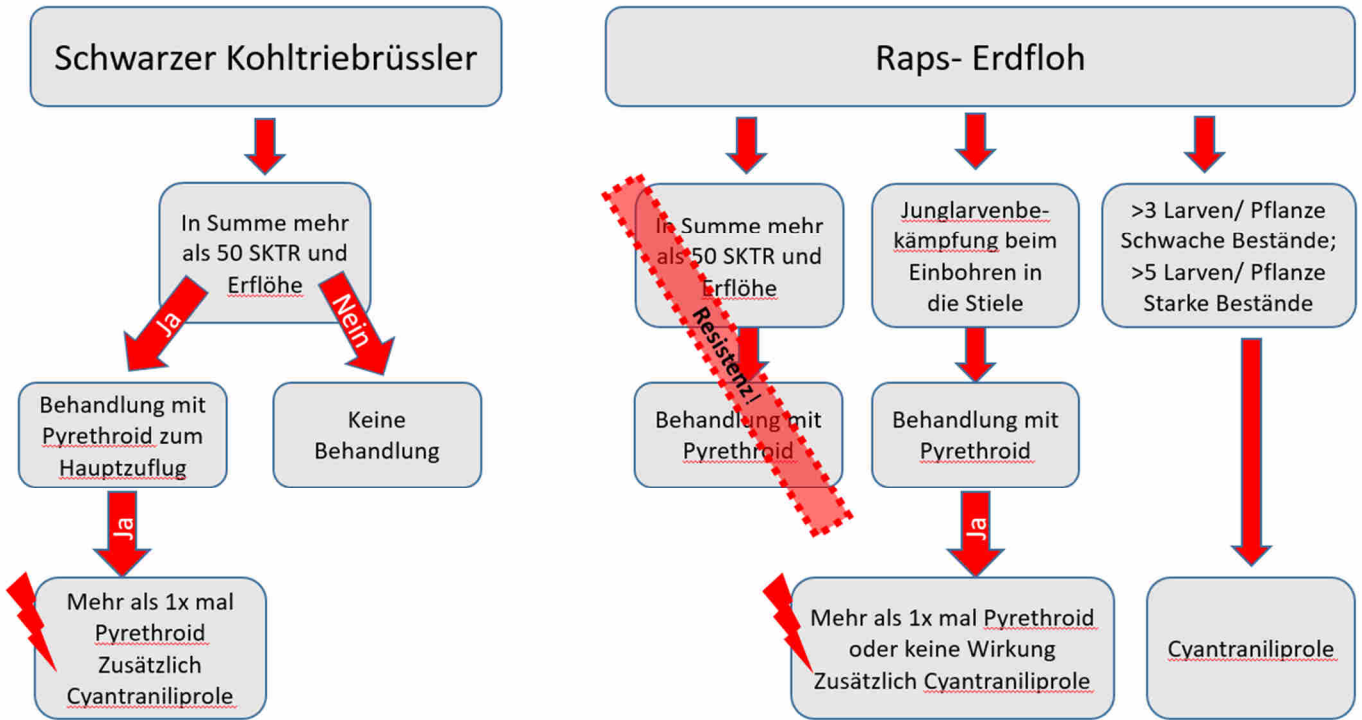 Schwarzer Kohltriebrüssler
In Summe mehr
als 50 SKTR und
Erflöhe
Ja
Nein
Behandlung mit
Pyrethroid zum
Hauptzuflug
Keine
Behandlung
Ja
Mehr als 1x mal
Pyrethroid
Zusätzlich
Cyantraniliprole
Raps- Erdfloh
In Summe mehr
als 50 SKTR und
Erflöhe
Resistenz!
Behandlung mit
Pyrethroid
Junglarvenbe-
kämpfung beim
Einbohren in
die Stiele
Behandlung mit
Pyrethroid
Ja
Mehr als 1x mal Pyrethroid
oder keine Wirkung
Zusätzlich Cyantraniliprole
>3 Larven/ Pflanze
Schwache Bestände;
>5 Larven/ Pflanze
Starke Bestände
Cyantraniliprole